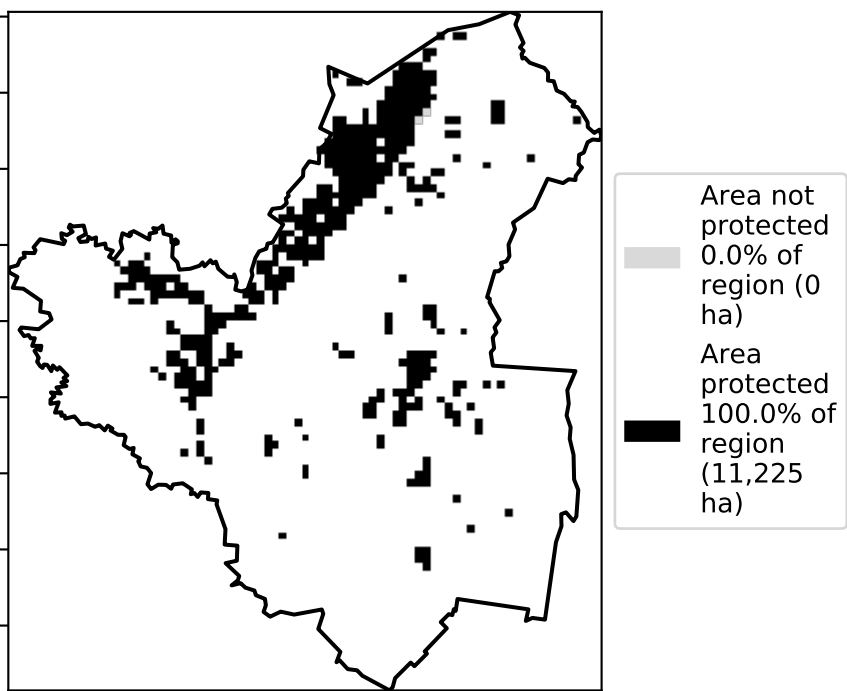 Area not
protected
0.0% of
region (0
ha)
Area
protected
100.0% of
region
(11,225
ha)